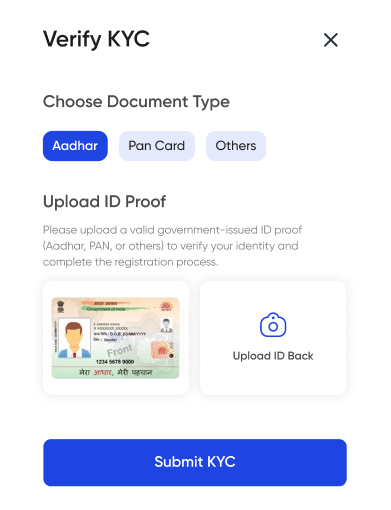 Verify KYC
Choose Document Type
Aadhar
Pan Card
Others
Upload ID Proof
Please upload a valid government-issued ID proof
(Aadhar, PAN, or others) to verify your identity and
complete the registration process.
Government of India
X XXXXXXX XXXXX
Front
1234 5678 9000
मेरा आधार, मेरी पहचान
Upload ID Back
Submit KYC